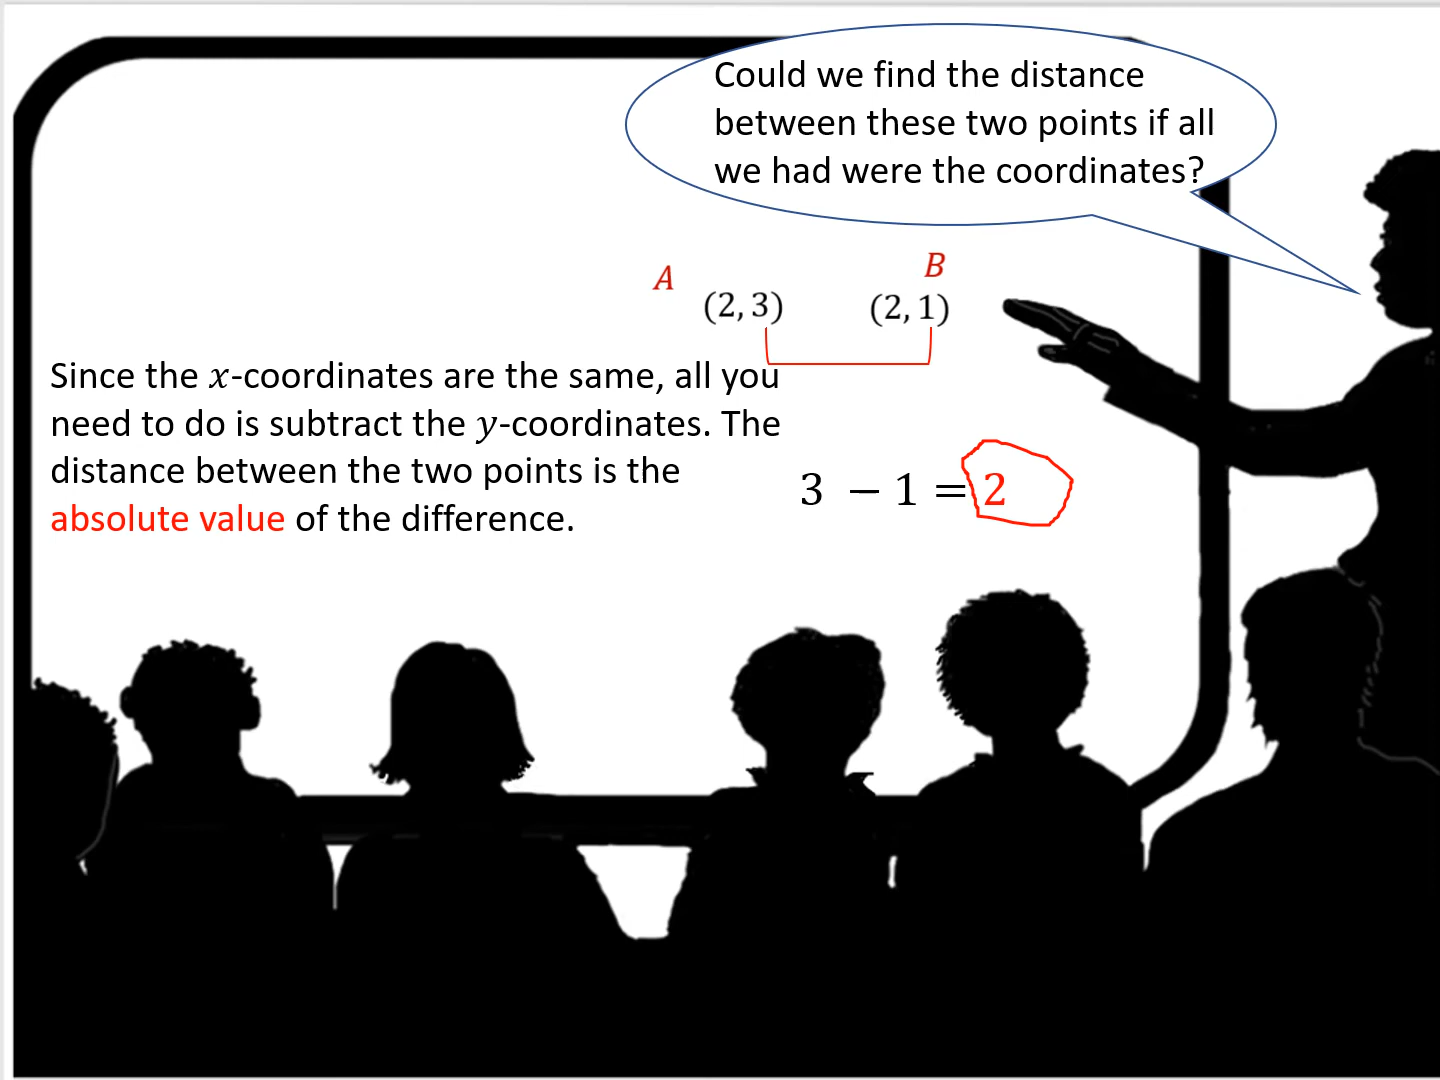 Could we find the distance
between these two points if all
we had were the coordinates?
A
B
(2, 3)
(2, 1)
Since the x-coordinates are the same, all you
need to do is subtract the y-coordinates. The
distance between the two points is the
absolute value of the difference.
3 − 1 = 2